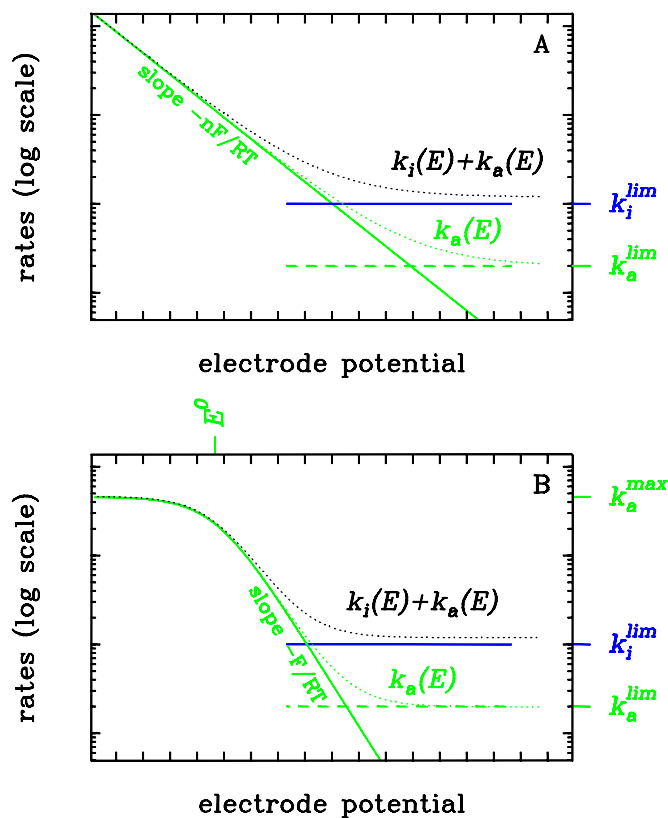 A
slope -nF/RT
k_i(E)+k_a(E)
k_i^lim
k_a(E)
k_a^lim
rates (log scale)
electrode potential
E^0
B
k_a^max
k_i(E)+k_a(E)
slope -F/RT
k_i^lim
k_a(E)
k_a^lim
rates (log scale)
electrode potential